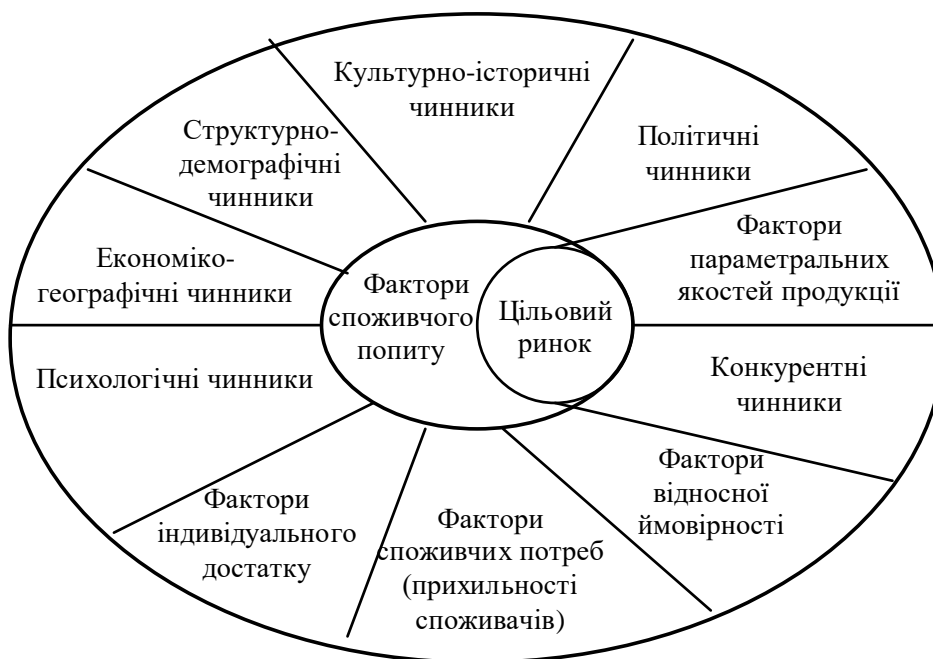 Культурно-історичні
чинники
Структурно-
демографічні
чинники
Політичні
чинники
Економіко-
географічні чинники
Фактори
параметральних
якостей продукції
Фактори
споживчого
попиту
Цільовий
ринок
Психологічні чинники
Конкурентні
чинники
Фактори
індивідуального
достатку
Фактори
споживчих потреб
(прихильності
споживачів)
Фактори
відносної
ймовірності